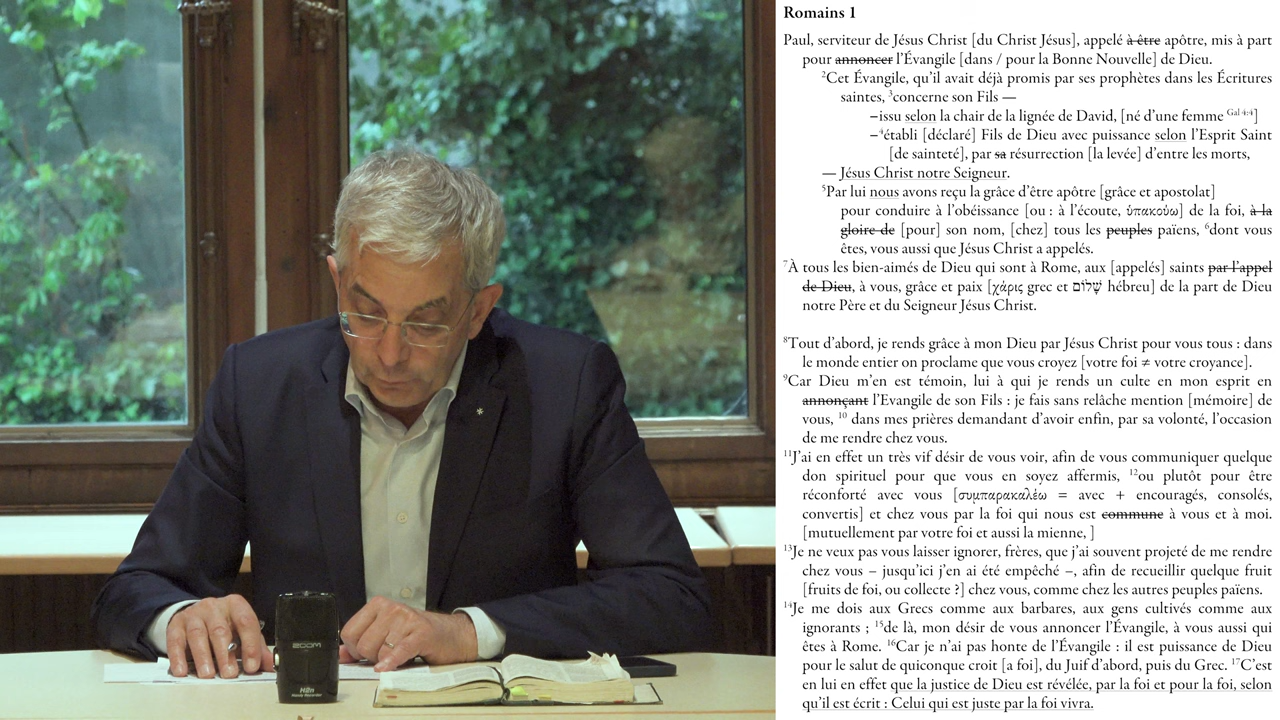 Romains 1
Paul, serviteur de Jésus Christ [du Christ Jésus], appelé à être apôtre, mis à part
pour annoncer l'Évangile [dans / pour la Bonne Nouvelle] de Dieu.
²Cet Évangile, qu'il avait déjà promis par ses prophètes dans les Écritures
saintes, ³concerne son Fils —
–issu selon la chair de la lignée de David, [né d'une femme Gal 4:4]
–⁴établi [déclaré] Fils de Dieu avec puissance selon l'Esprit Saint
[de sainteté], par sa résurrection [la levée] d'entre les morts,
— Jésus Christ notre Seigneur.
⁵Par lui nous avons reçu la grâce d'être apôtre [grâce et apostolat]
pour conduire à l'obéissance [ou : à l'écoute, ὑπακούω] de la foi, à la
gloire de [pour] son nom, [chez] tous les peuples païens, ⁶dont vous
êtes, vous aussi que Jésus Christ a appelés.
⁷À tous les bien-aimés de Dieu qui sont à Rome, aux [appelés] saints par l'appel
de Dieu, à vous, grâce et paix [χάρις grec et שָׁלוֹם hébreu] de la part de Dieu
notre Père et du Seigneur Jésus Christ.
⁸Tout d'abord, je rends grâce à mon Dieu par Jésus Christ pour vous tous : dans
le monde entier on proclame que vous croyez [votre foi ≠ votre croyance].
⁹Car Dieu m'en est témoin, lui à qui je rends un culte en mon esprit en
annonçant l'Evangile de son Fils : je fais sans relâche mention [mémoire] de
vous, ¹⁰ dans mes prières demandant d'avoir enfin, par sa volonté, l'occasion
de me rendre chez vous.
¹¹J'ai en effet un très vif désir de vous voir, afin de vous communiquer quelque
don spirituel pour que vous en soyez affermis, ¹²ou plutôt pour être
réconforté avec vous [συμπαρακαλέω = avec + encouragés, consolés,
convertis] et chez vous par la foi qui nous est commune à vous et à moi.
[mutuellement par votre foi et aussi la mienne, ]
¹³Je ne veux pas vous laisser ignorer, frères, que j'ai souvent projeté de me rendre
chez vous – jusqu'ici j'en ai été empêché –, afin de recueillir quelque fruit
[fruits de foi, ou collecte ?] chez vous, comme chez les autres peuples païens.
¹⁴Je me dois aux Grecs comme aux barbares, aux gens cultivés comme aux
ignorants ; ¹⁵de là, mon désir de vous annoncer l'Évangile, à vous aussi qui
êtes à Rome. ¹⁶Car je n'ai pas honte de l'Évangile : il est puissance de Dieu
pour le salut de quiconque croit [a foi], du Juif d'abord, puis du Grec. ¹⁷C'est
en lui en effet que la justice de Dieu est révélée, par la foi et pour la foi, selon
qu'il est écrit : Celui qui est juste par la foi vivra.
ZOOM
H2n
Handy Recorder